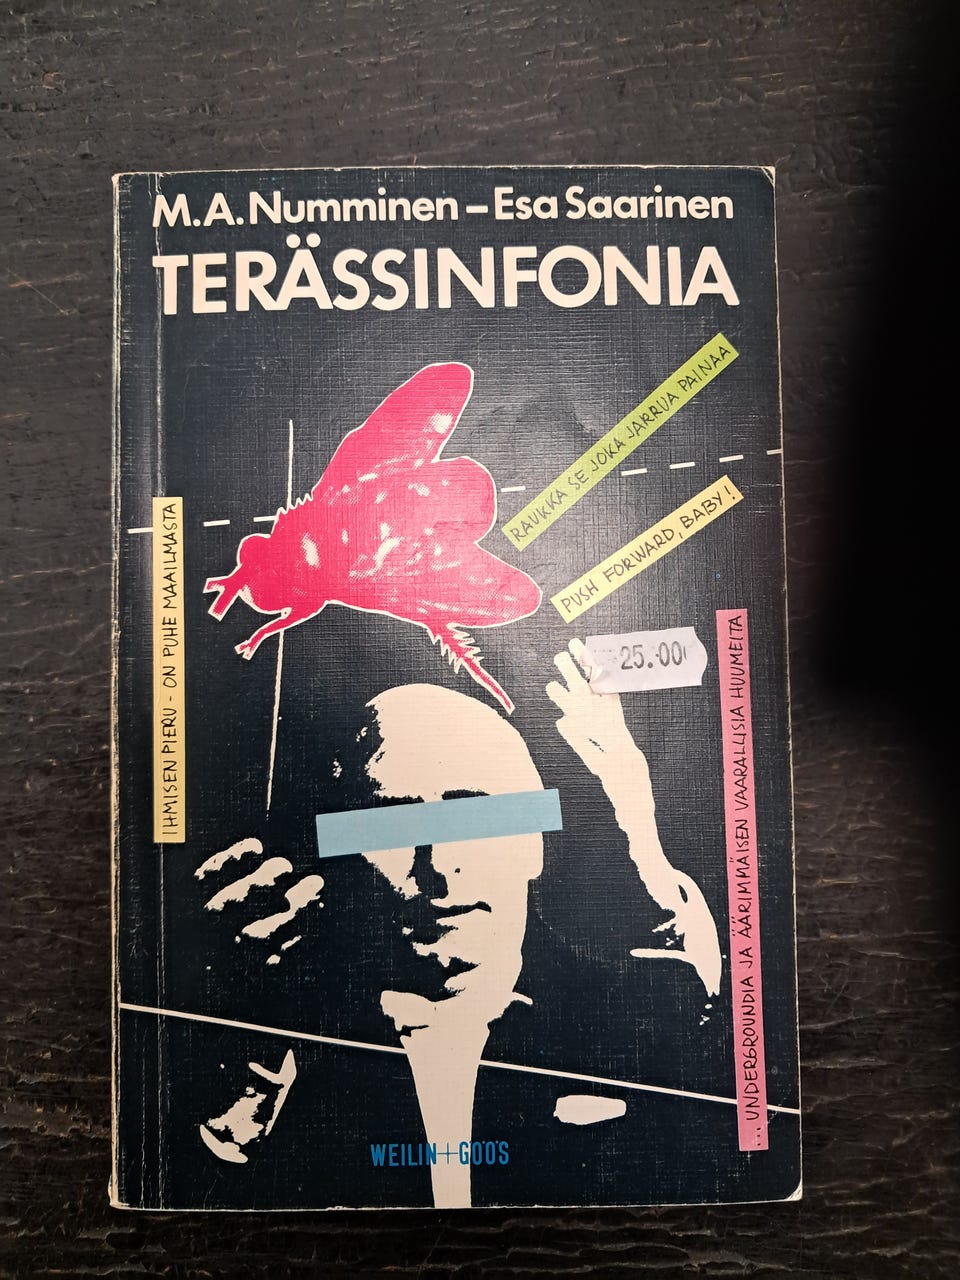 M.A. Numminen – Esa Saarinen
TERÄSSINFONIA
RAUKKA SE JOKA JARRUA PAINAA
PUSH FORWARD, BABY!
IHMISEN PIERU - ON PUHE MAAILMASTA
25.00
... UNDERGROUNDIA JA ÄÄRIMMÄISEN VAARALLISIA HUUMEITA
WEILIN+GÖÖS